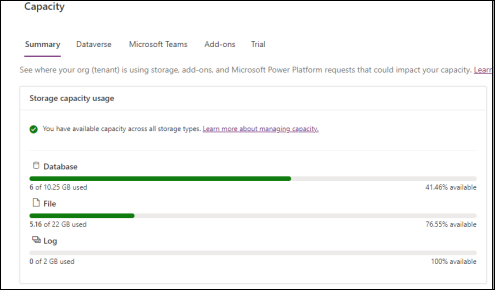 Capacity
Summary Dataverse Microsoft Teams Add-ons Trial
See where your org (tenant) is using storage, add-ons, and Microsoft Power Platform requests that could impact your capacity. Learn
Storage capacity usage
You have available capacity across all storage types. Learn more about managing capacity.
Database
6 of 10.25 GB used 41.46% available
File
5.16 of 22 GB used 76.55% available
Log
0 of 2 GB used 100% available